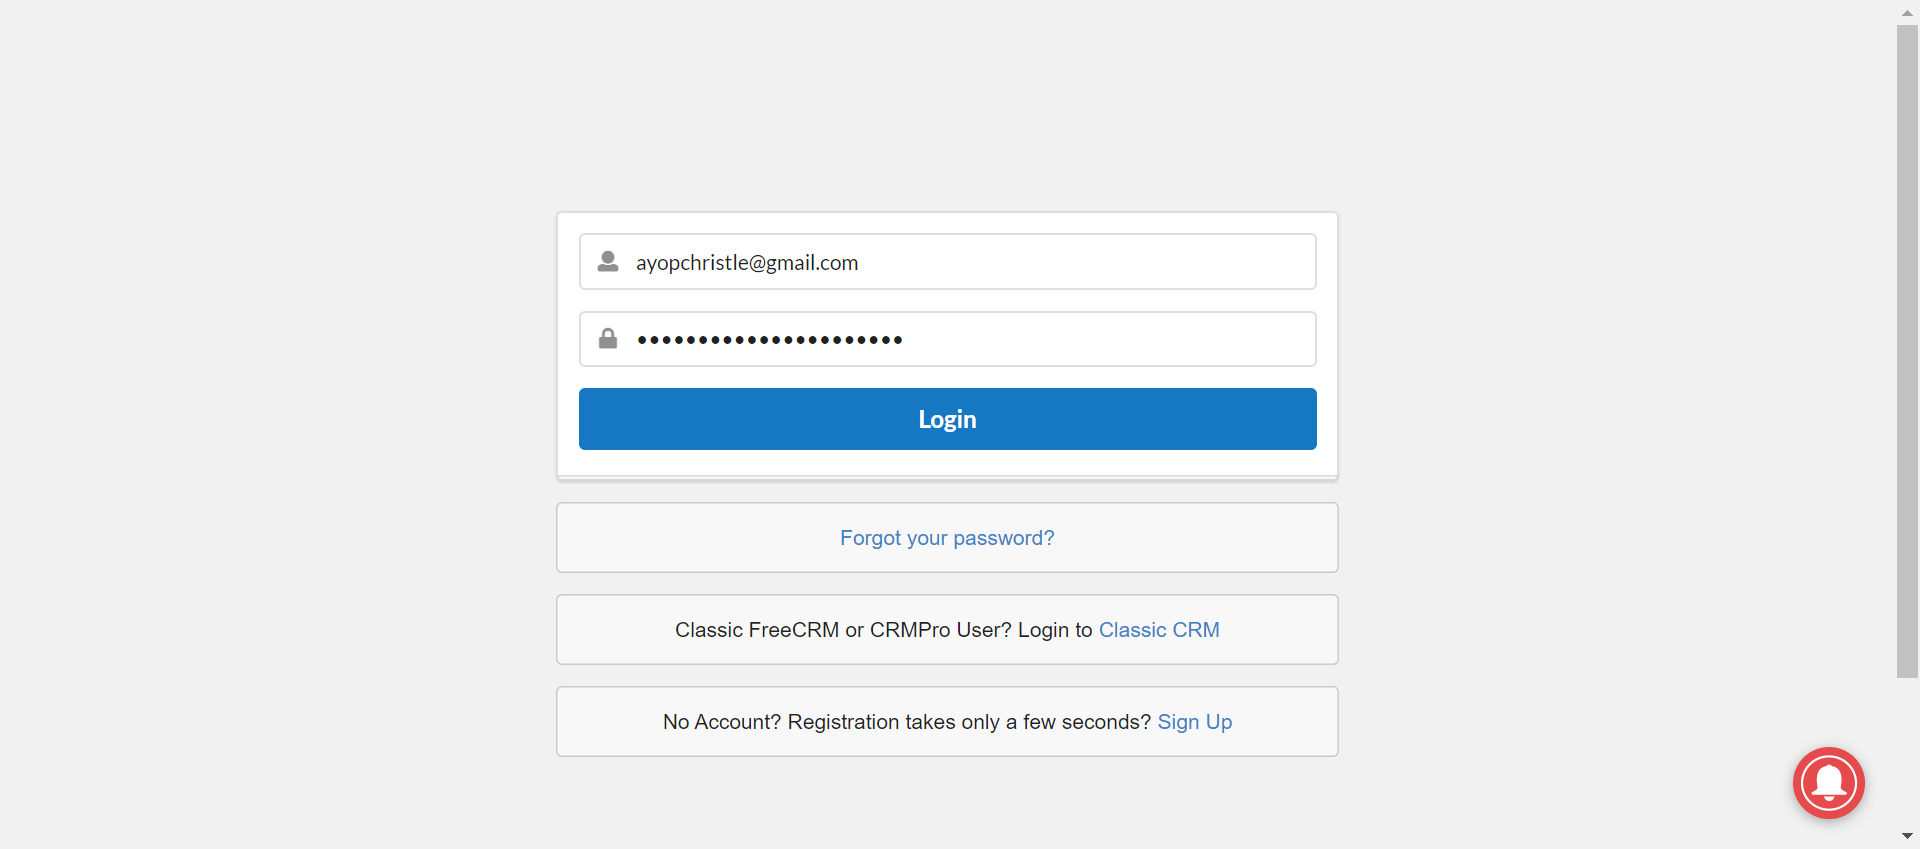 ayopchristle@gmail.com
••••••••••••••••••••••
Login
Forgot your password?
Classic FreeCRM or CRMPro User? Login to Classic CRM
No Account? Registration takes only a few seconds? Sign Up